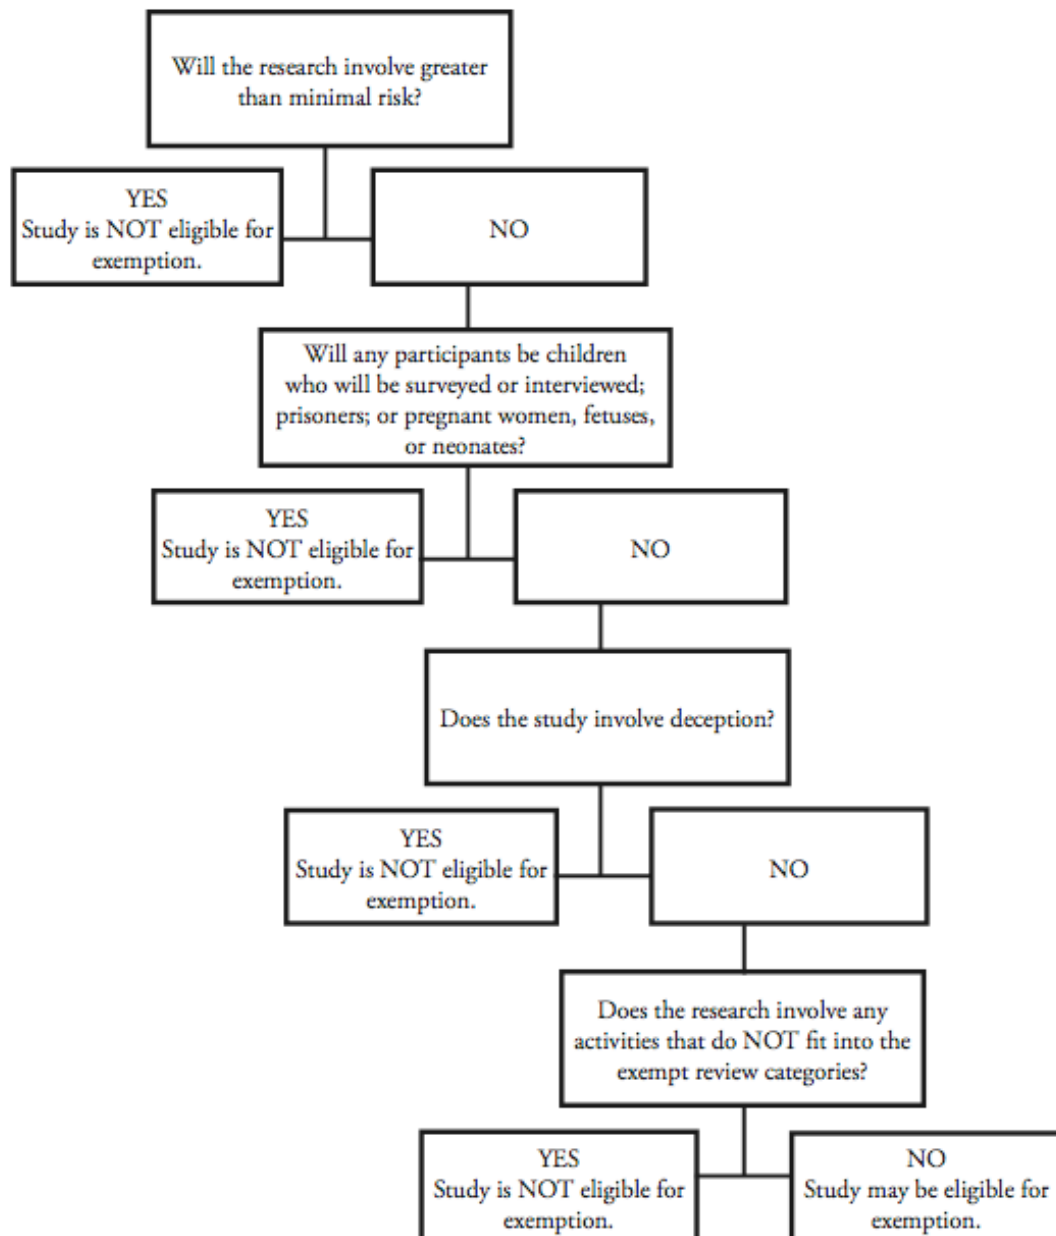 Will the research involve greater
than minimal risk?
YES
Study is NOT eligible for
exemption.
NO
Will any participants be children
who will be surveyed or interviewed;
prisoners; or pregnant women, fetuses,
or neonates?
YES
Study is NOT eligible for
exemption.
NO
Does the study involve deception?
YES
Study is NOT eligible for
exemption.
NO
Does the research involve any
activities that do NOT fit into the
exempt review categories?
YES
Study is NOT eligible for
exemption.
NO
Study may be eligible for
exemption.